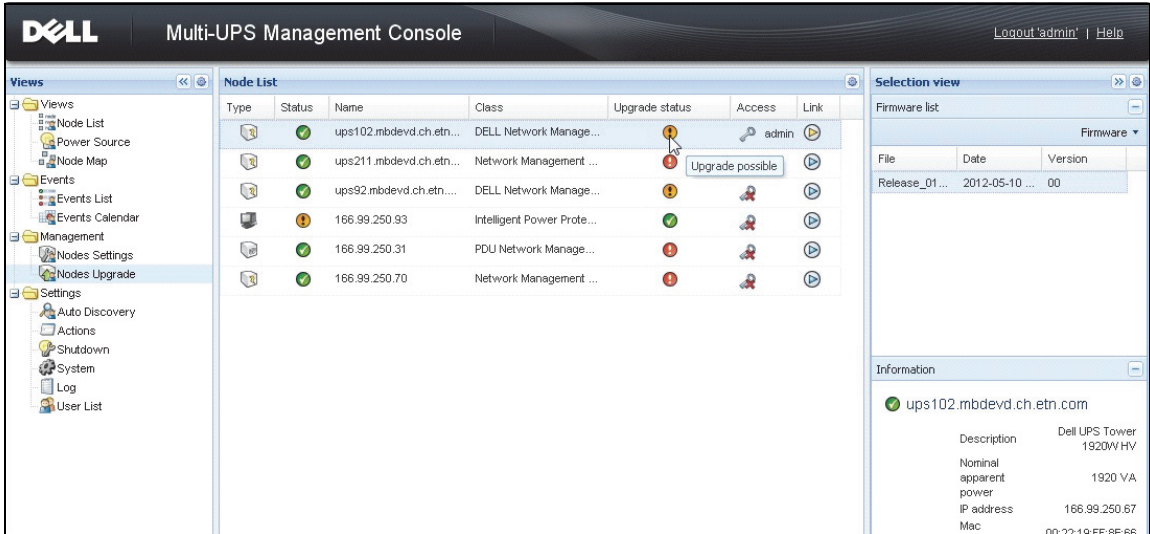 DELL
Multi-UPS Management Console
Logout 'admin' | Help
Views
Views
Node List
Power Source
Node Map
Events
Events List
Events Calendar
Management
Nodes Settings
Nodes Upgrade
Settings
Auto Discovery
Actions
Shutdown
System
Log
User List
Node List
Type Status Name Class Upgrade status Access Link
ups102.mbdevd.ch.etn... DELL Network Manage... admin
ups211.mbdevd.ch.etn... Network Management ...
Upgrade possible
ups92.mbdevd.ch.etn.... DELL Network Manage...
166.99.250.93 Intelligent Power Prote...
166.99.250.31 PDU Network Manage...
166.99.250.70 Network Management ...
Selection view
Firmware list
Firmware
File Date Version
Release_01... 2012-05-10 ... 00
Information
ups102.mbdevd.ch.etn.com
Description Dell UPS Tower
1920W HV
Nominal
apparent
power 1920 VA
IP address 166.99.250.67
Mac 00:22:19:FF:8F:66